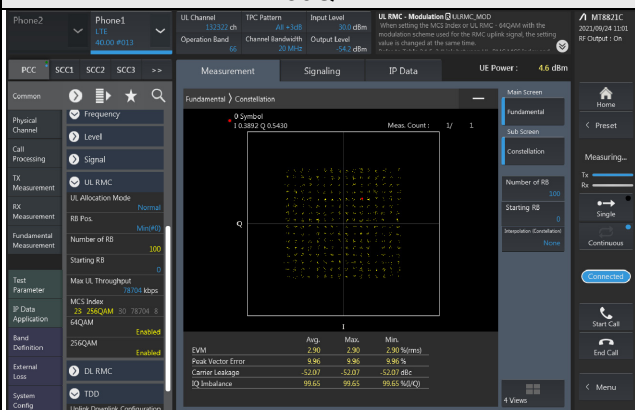 Phone2
Phone1
LTE
40.00 #013
UL Channel
132322 ch
Operation Band
66
TPC Pattern
All +3dB
Channel Bandwidth
20 MHz
Input Level
30.0 dBm
Output Level
-54.2 dBm
UL RMC - Modulation ULRMC_MOD
When setting the MCS Index or UL RMC - 64QAM with the
modulation scheme used for the RMC uplink signal, the setting
value is changed at the same time.
MT8821C
2021/09/24 11:01
RF Output : On
PCC
SCC1
SCC2
SCC3
>>
Measurement
Signaling
IP Data
UE Power : 4.6 dBm
Common
Physical
Channel
Call
Processing
TX
Measurement
RX
Measurement
Fundamental
Measurement
Test
Parameter
IP Data
Application
Band
Definition
External
Loss
System
Config
Frequency
Level
Signal
UL RMC
UL Allocation Mode
Normal
RB Pos.
Min(#0)
Number of RB
100
Starting RB
0
Max UL Throughput
78704 kbps
MCS Index
23 256QAM 90 78704 8
64QAM
Enabled
256QAM
Enabled
DL RMC
TDD
Uplink Downlink Configuration
Fundamental 〉 Constellation
0 Symbol
I 0.3892 Q 0.5430
Meas. Count : 1/ 1
Q
I
Avg. Max. Min.
EVM 2.90 2.90 2.90 %(rms)
Peak Vector Error 9.96 9.96 9.96 %
Carrier Leakage -52.07 -52.07 -52.07 dBc
IQ Imbalance 99.65 99.65 99.65 %(I/Q)
Main Screen
Fundamental
Sub Screen
Constellation
Number of RB
100
Starting RB
0
Interpolation (Constellation)
None
4 Views
Home
< Preset
Measuring...
Tx
Rx
Single
Continuous
Connected
Start Call
End Call
< Menu